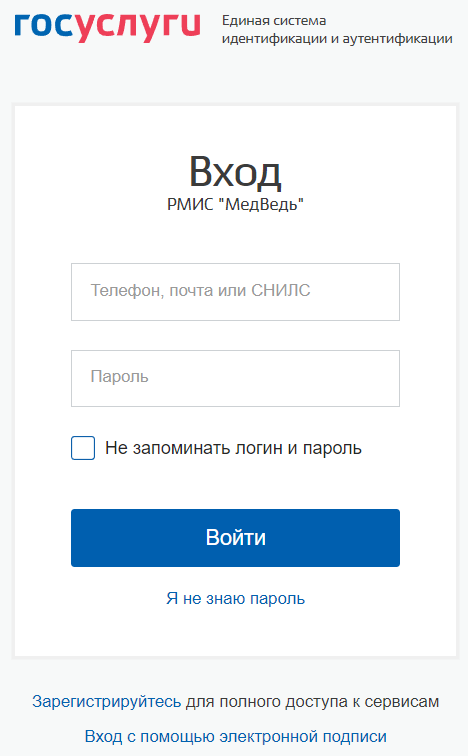 госуслуги
Единая система
идентификации и аутентификации
Вход
РМИС "МедВедь"
Телефон, почта или СНИЛС
Пароль
Не запоминать логин и пароль
Войти
Я не знаю пароль
Зарегистрируйтесь для полного доступа к сервисам
Вход с помощью электронной подписи